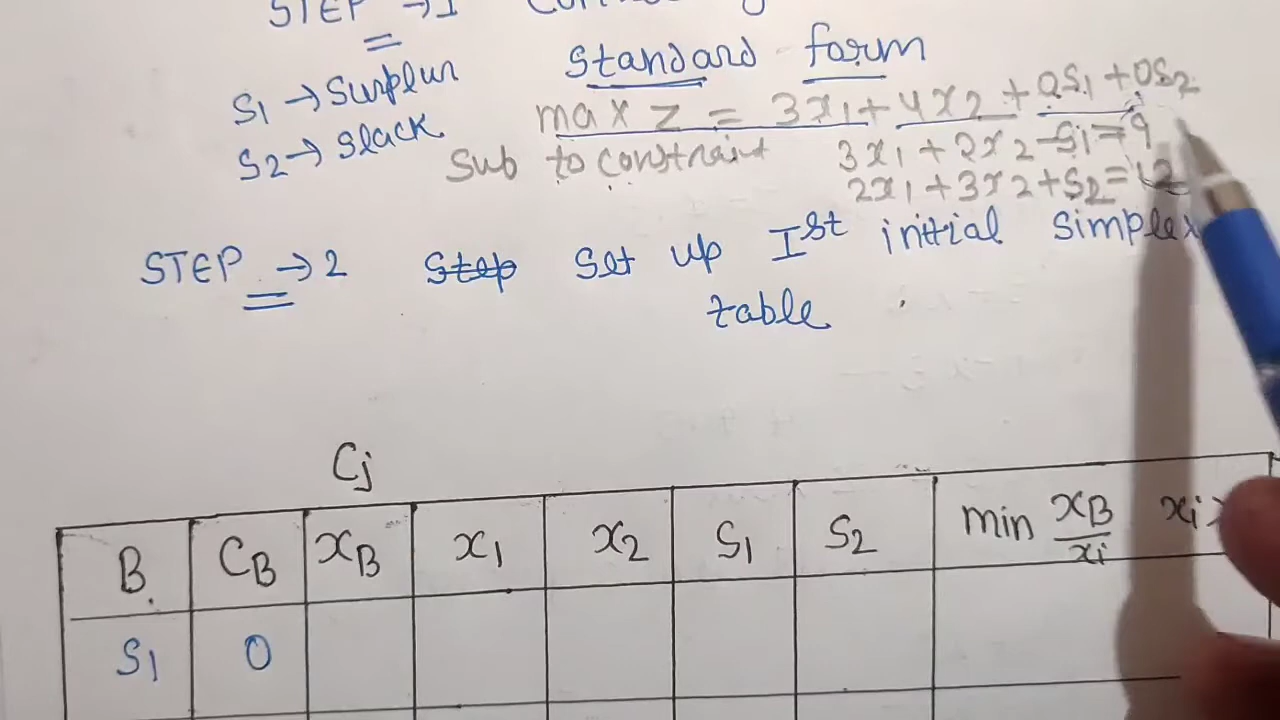 STEP → I
S1 → Surplun
Standard form
S2 → Slack
max z = 3x1 + 4x2 + 0S1 + 0S2
Sub to constraint 3x1 + 2x2 - S1 = 9
2x1 + 3x2 + S2 = 12
STEP → 2 Step Set up Ist initial simplex
table
Cj
B CB xB x1 x2 S1 S2 min xB/xi xi>
S1 0